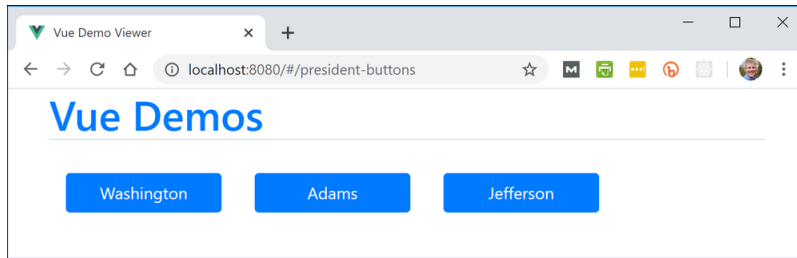 Vue Demo Viewer
localhost:8080/#/president-buttons
Vue Demos
Washington Adams Jefferson